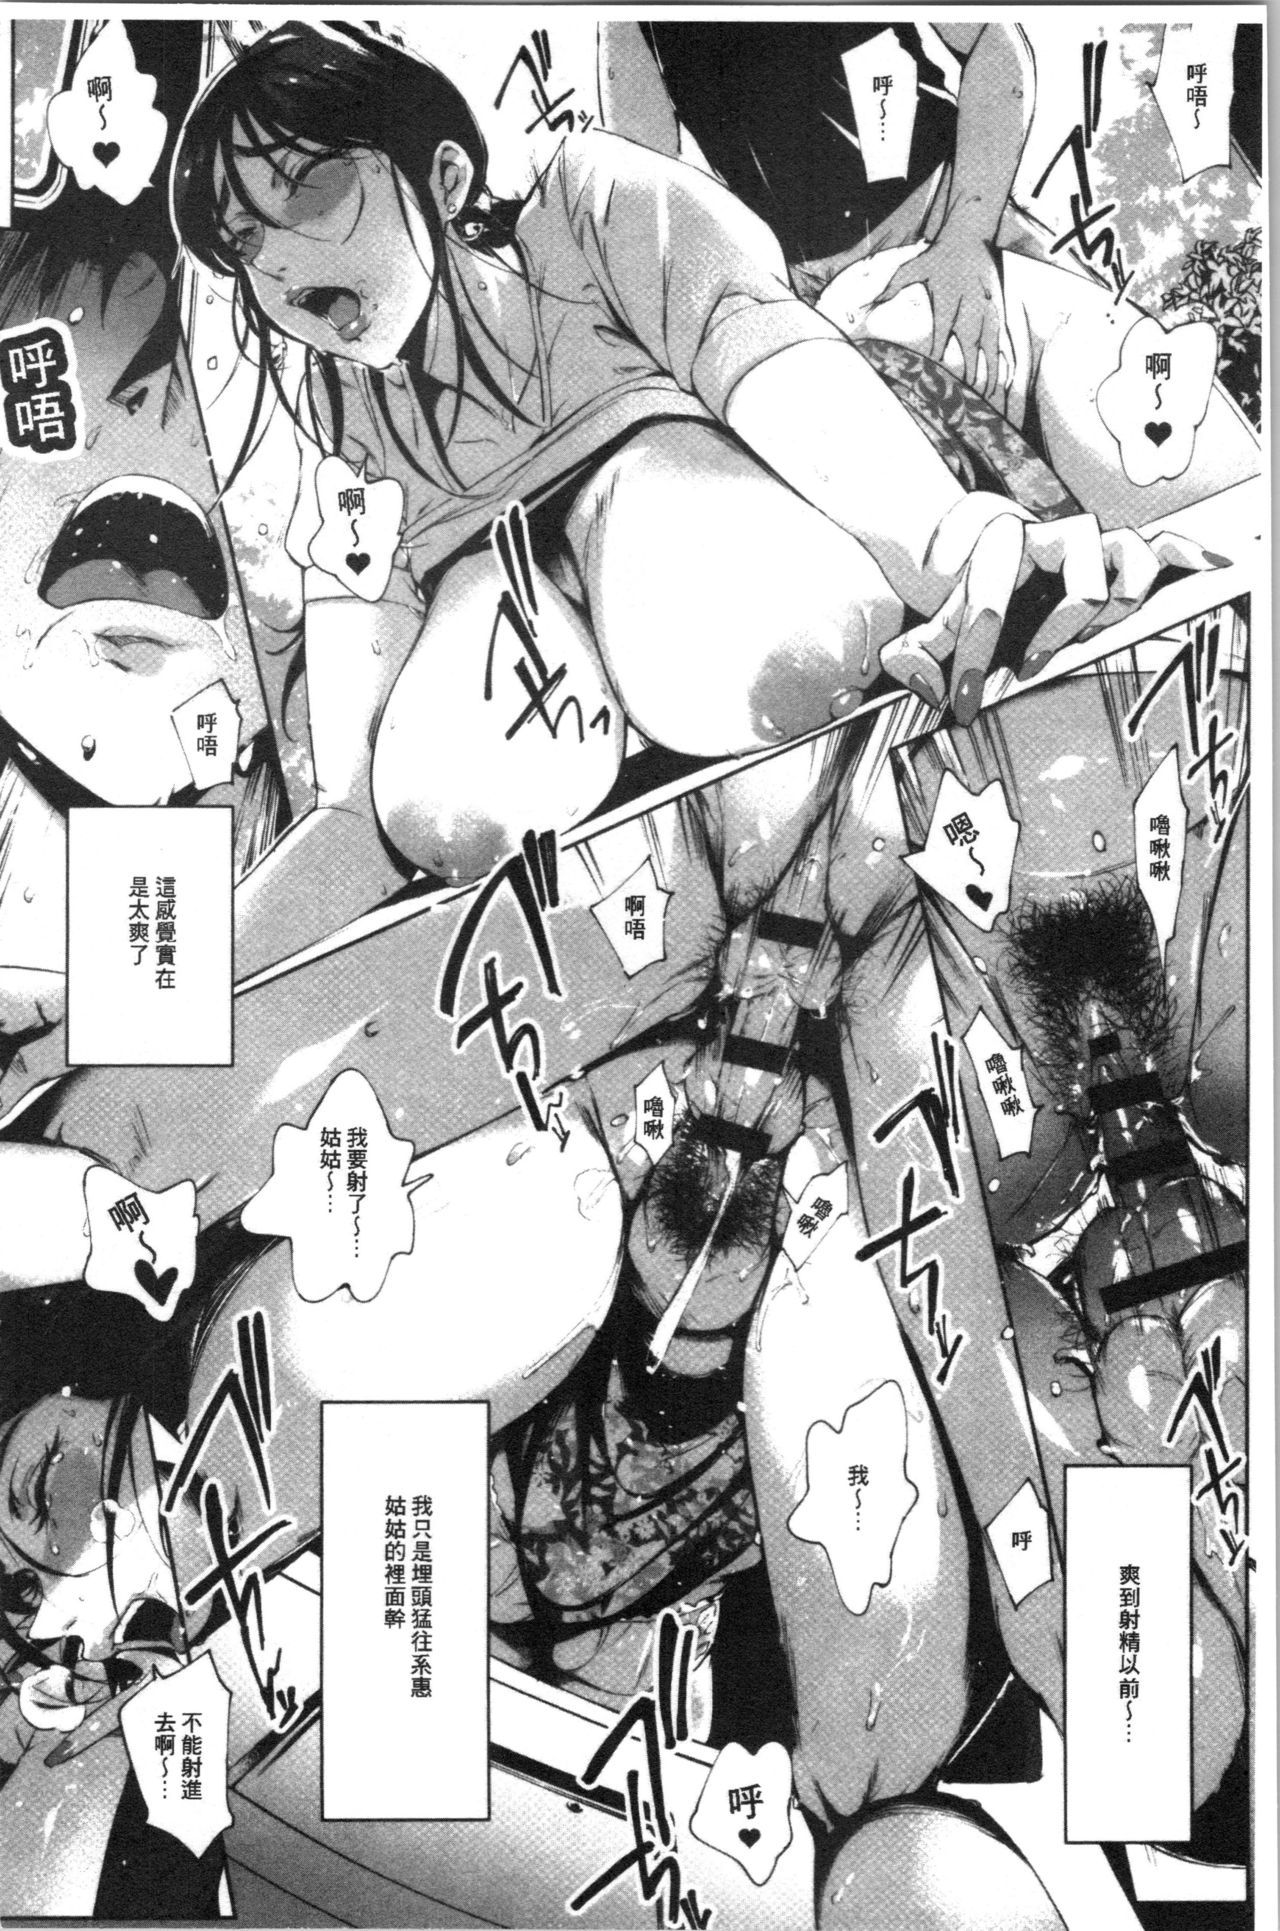 呼唔～
呼～…
啊～♥
啊～♥
啊～♥
呼唔
呼唔
嚕啾啾
嗯～♥
嚕啾啾
啊唔
嚕啾
嚕啾
這感覺實在
是太爽了
我要射了～…
姑姑～…
啊～♥
爽到射精以前～…
呼
我～…
我只是埋頭猛往系惠
姑姑的裡面幹
呼♥
不能射進
去啊～…